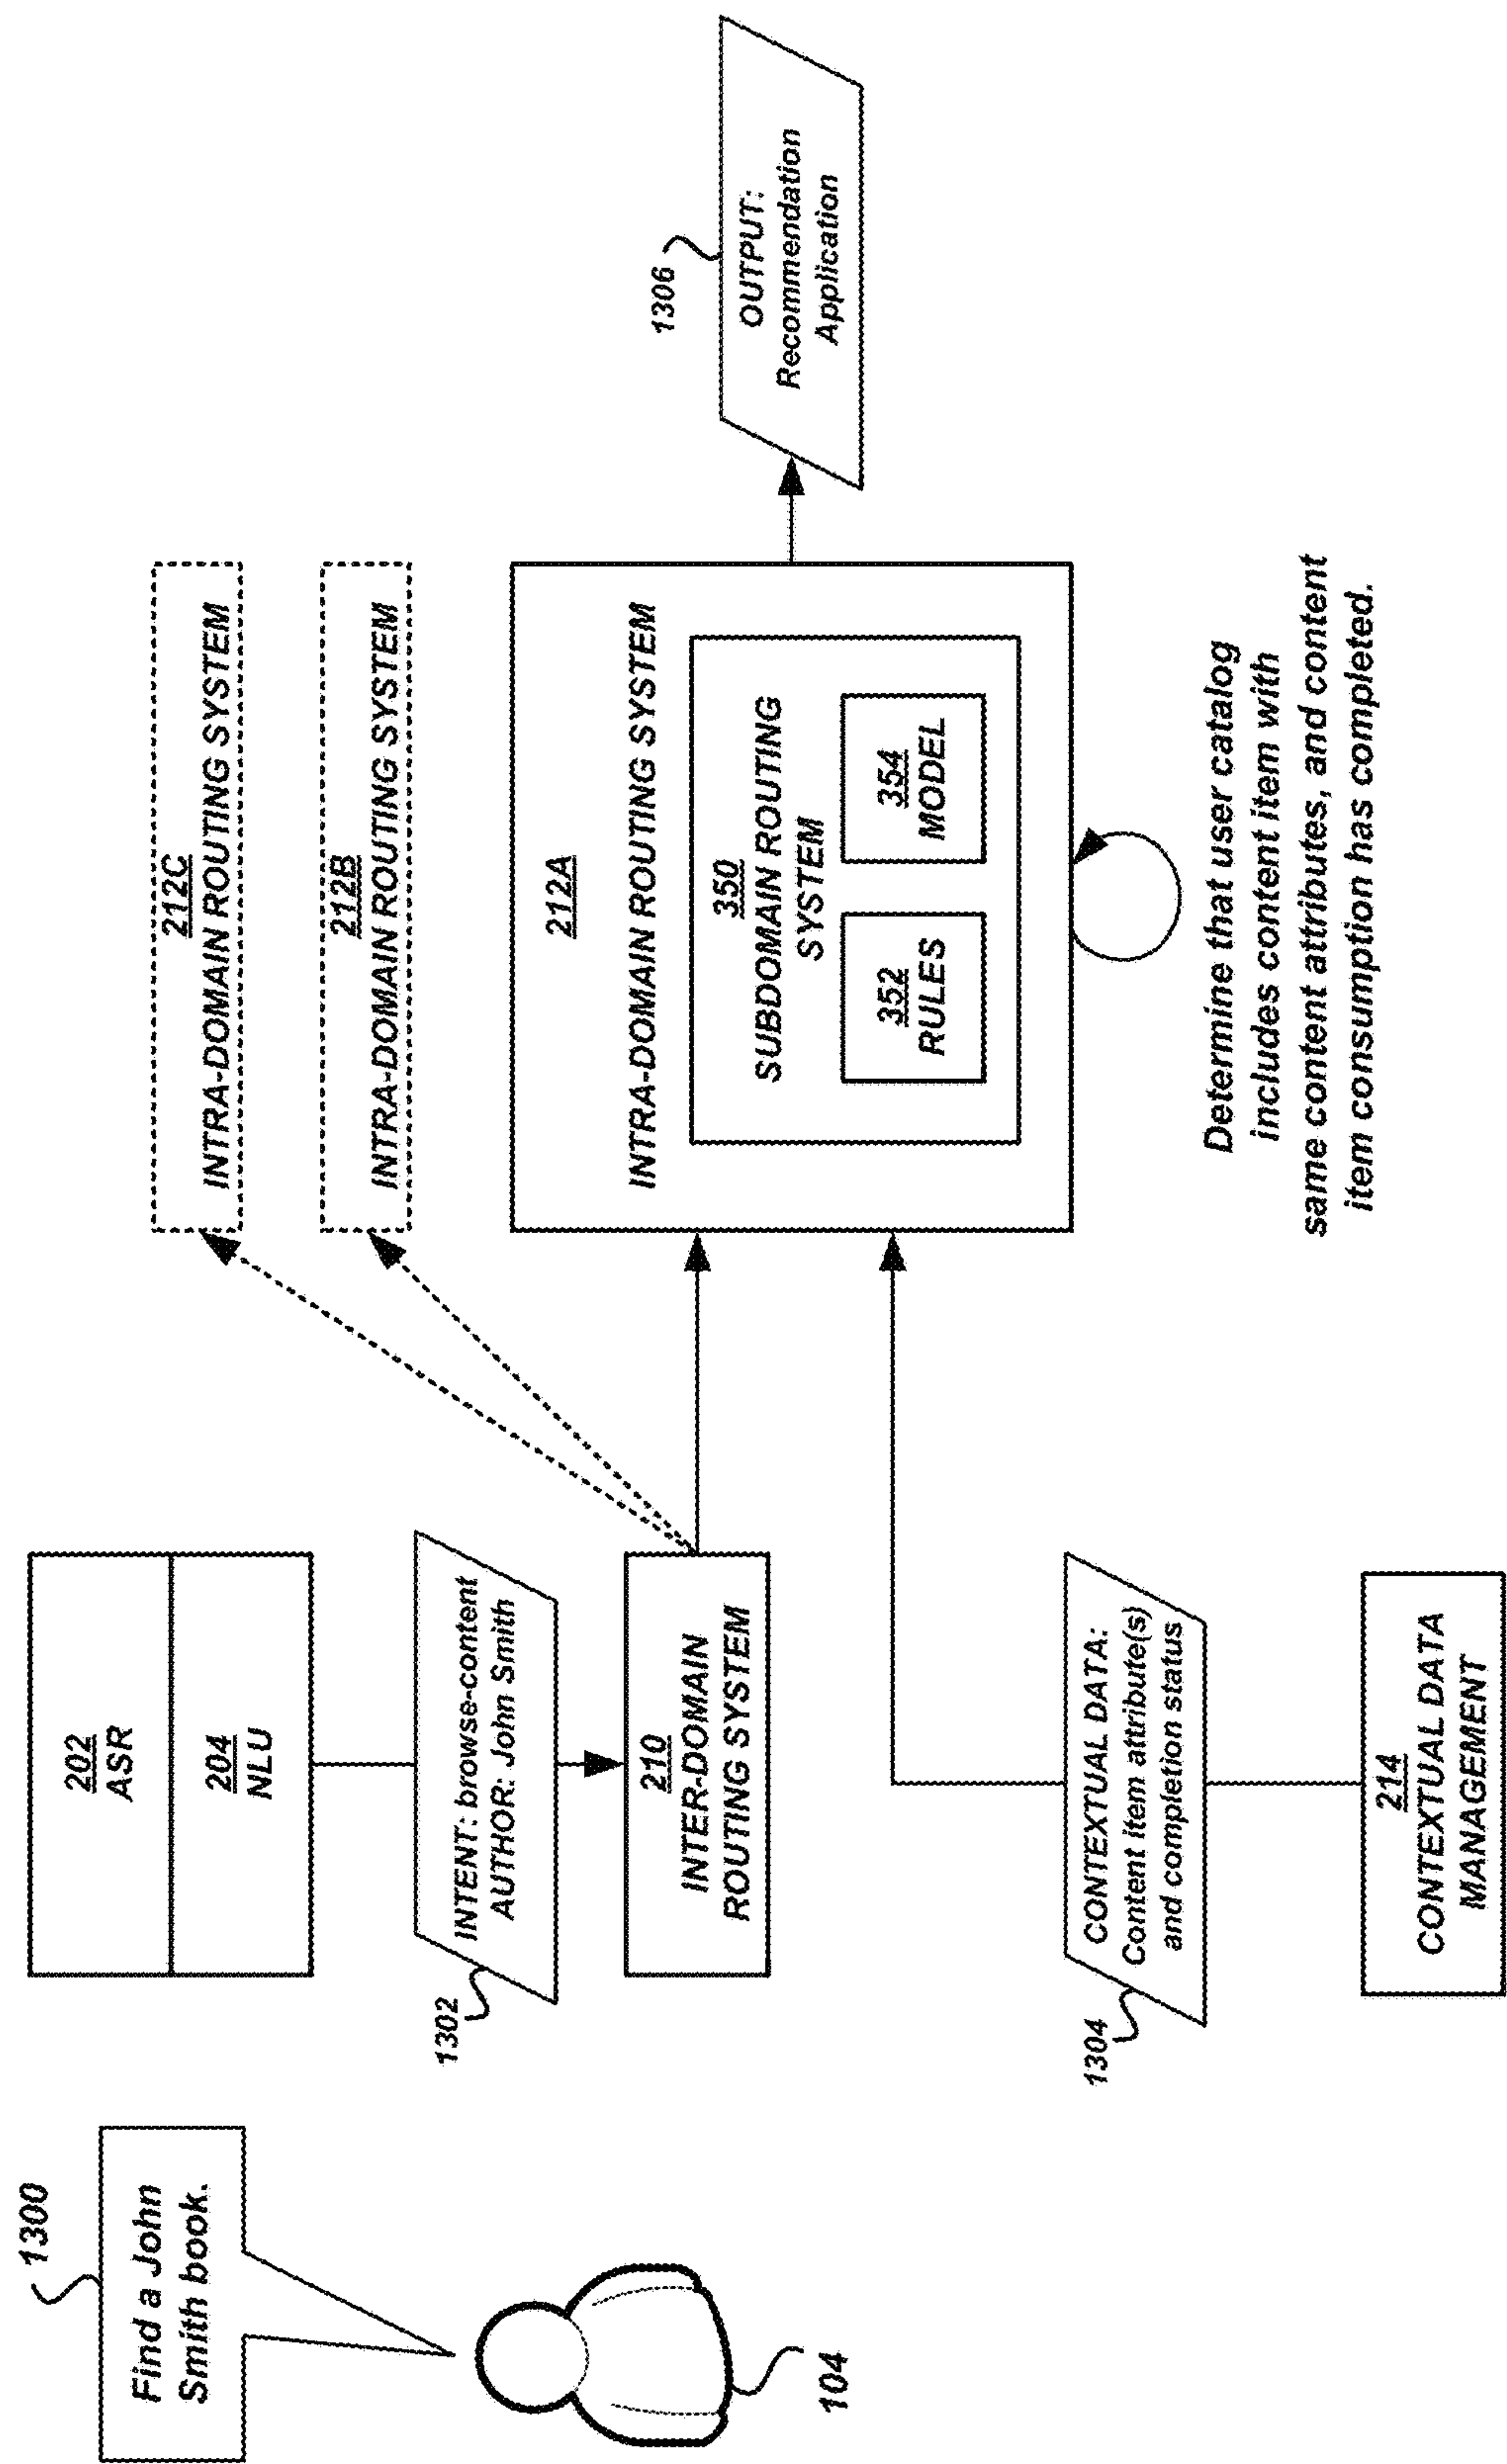 1300
Find a John
Smith book.
104
202
ASR
204
NLU
1302
INTENT: browse-content
AUTHOR: John Smith
210
INTER-DOMAIN
ROUTING SYSTEM
1304
CONTEXTUAL DATA:
Content item attribute(s)
and completion status
214
CONTEXTUAL DATA
MANAGEMENT
212C
INTRA-DOMAIN ROUTING SYSTEM
212B
INTRA-DOMAIN ROUTING SYSTEM
212A
INTRA-DOMAIN ROUTING SYSTEM
350
SUBDOMAIN ROUTING
SYSTEM
352
RULES
354
MODEL
Determine that user catalog
includes content item with
same content attributes, and content
item consumption has completed.
1306
OUTPUT:
Recommendation
Application